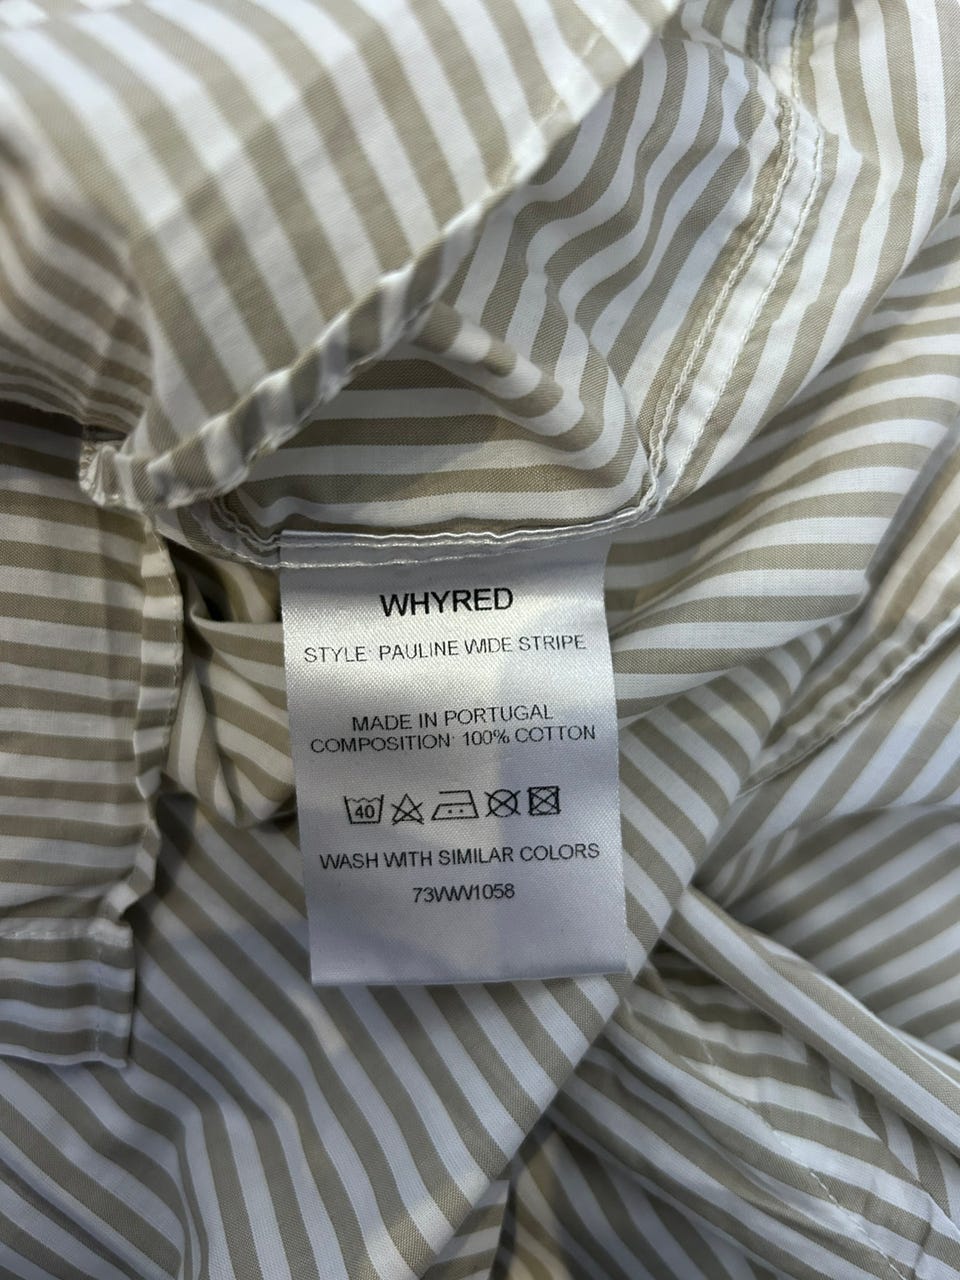 WHYRED
STYLE: PAULINE WIDE STRIPE
MADE IN PORTUGAL
COMPOSITION: 100% COTTON
40
WASH WITH SIMILAR COLORS
73WW1058